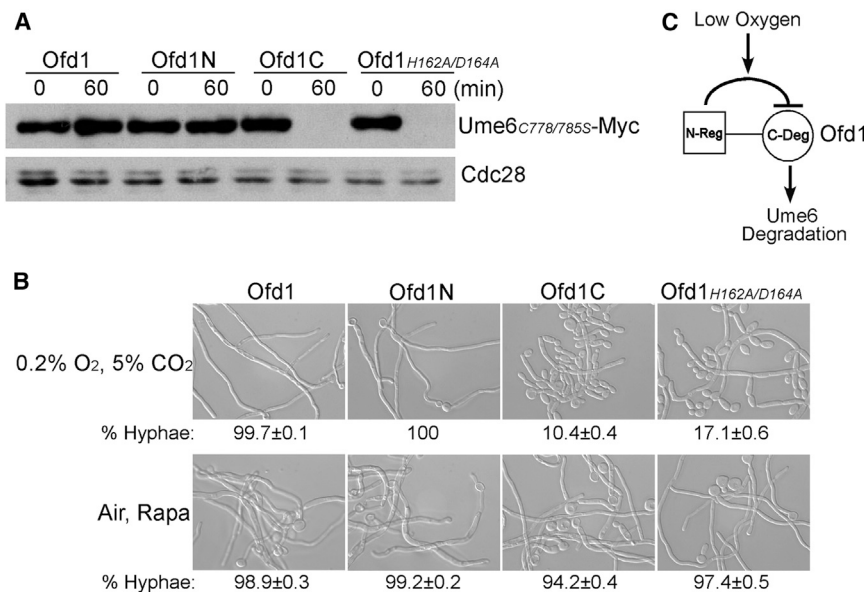 A
Ofd1 Ofd1N Ofd1C Ofd1H162A/D164A
0 60 0 60 0 60 0 60 (min)
Ume6C778/785S-Myc
Cdc28
C
Low Oxygen
N-Reg C-Deg Ofd1
Ume6
Degradation
B
Ofd1 Ofd1N Ofd1C Ofd1H162A/D164A
0.2% O2, 5% CO2
% Hyphae: 99.7±0.1 100 10.4±0.4 17.1±0.6
Air, Rapa
% Hyphae: 98.9±0.3 99.2±0.2 94.2±0.4 97.4±0.5